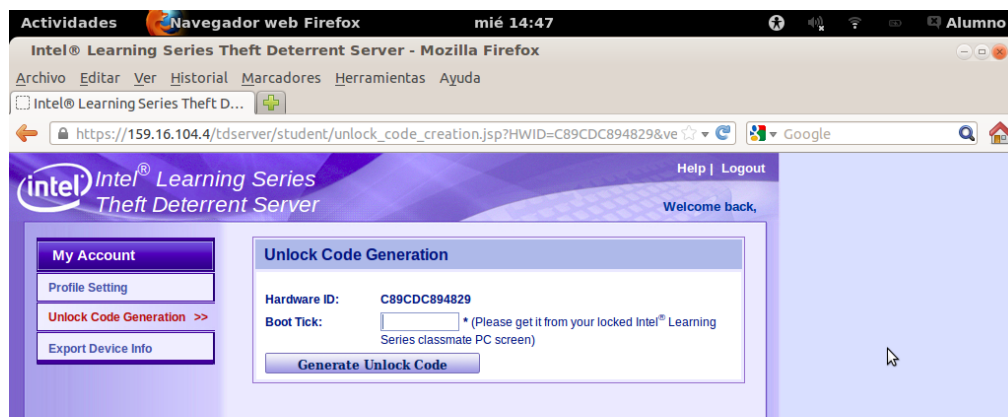 Actividades Navegador web Firefox mié 14:47 Alumno
Intel® Learning Series Theft Deterrent Server - Mozilla Firefox
Archivo Editar Ver Historial Marcadores Herramientas Ayuda
Intel® Learning Series Theft D...
https://159.16.104.4/tdserver/student/unlock_code_creation.jsp?HWID=C89CDC894829&ve Google
Help | Logout
(intel) Intel® Learning Series
Theft Deterrent Server
Welcome back,
My Account
Profile Setting
Unlock Code Generation >>
Export Device Info
Unlock Code Generation
Hardware ID: C89CDC894829
Boot Tick: * (Please get it from your locked Intel® Learning
Series classmate PC screen)
Generate Unlock Code